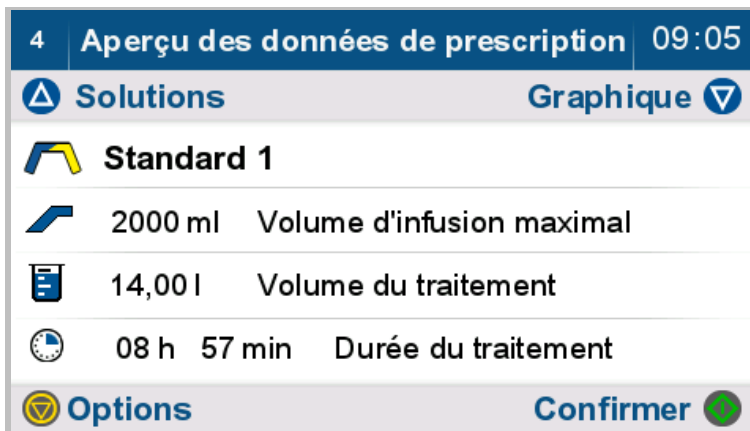 4 Aperçu des données de prescription 09:05
Solutions Graphique
Standard 1
2000 ml Volume d'infusion maximal
14,00 l Volume du traitement
08 h 57 min Durée du traitement
Options Confirmer